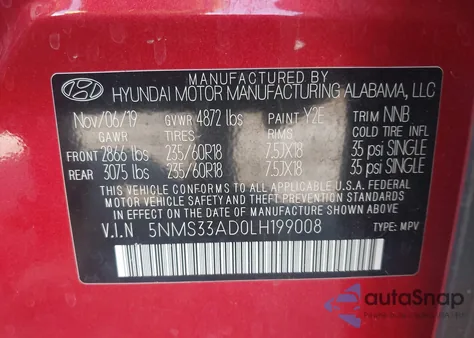 MANUFACTURED BY
HYUNDAI MOTOR MANUFACTURING ALABAMA, LLC
Nov/06/19 GVWR 4872 lbs PAINT Y2E TRIM NNB
GAWR TIRES RIMS COLD TIRE INFL
FRONT 2866 lbs 235/60R18 7.5JX18 35 psi SINGLE
REAR 3075 lbs 235/60R18 7.5JX18 35 psi SINGLE
THIS VEHICLE CONFORMS TO ALL APPLICABLE U.S.A. FEDERAL
MOTOR VEHICLE SAFETY AND THEFT PREVENTION STANDARDS IN
EFFECT ON THE DATE OF MANUFACTURE SHOWN ABOVE.
V.I.N 5NMS33AD0LH199008 TYPE: MPV
autoSnap